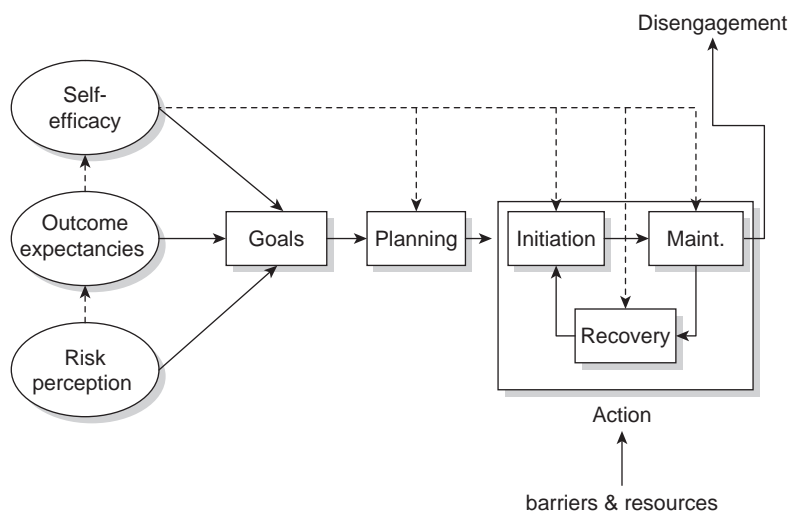 Disengagement
Self-
efficacy
Outcome
expectancies
Goals
Planning
Initiation
Maint.
Risk
perception
Recovery
Action
barriers & resources